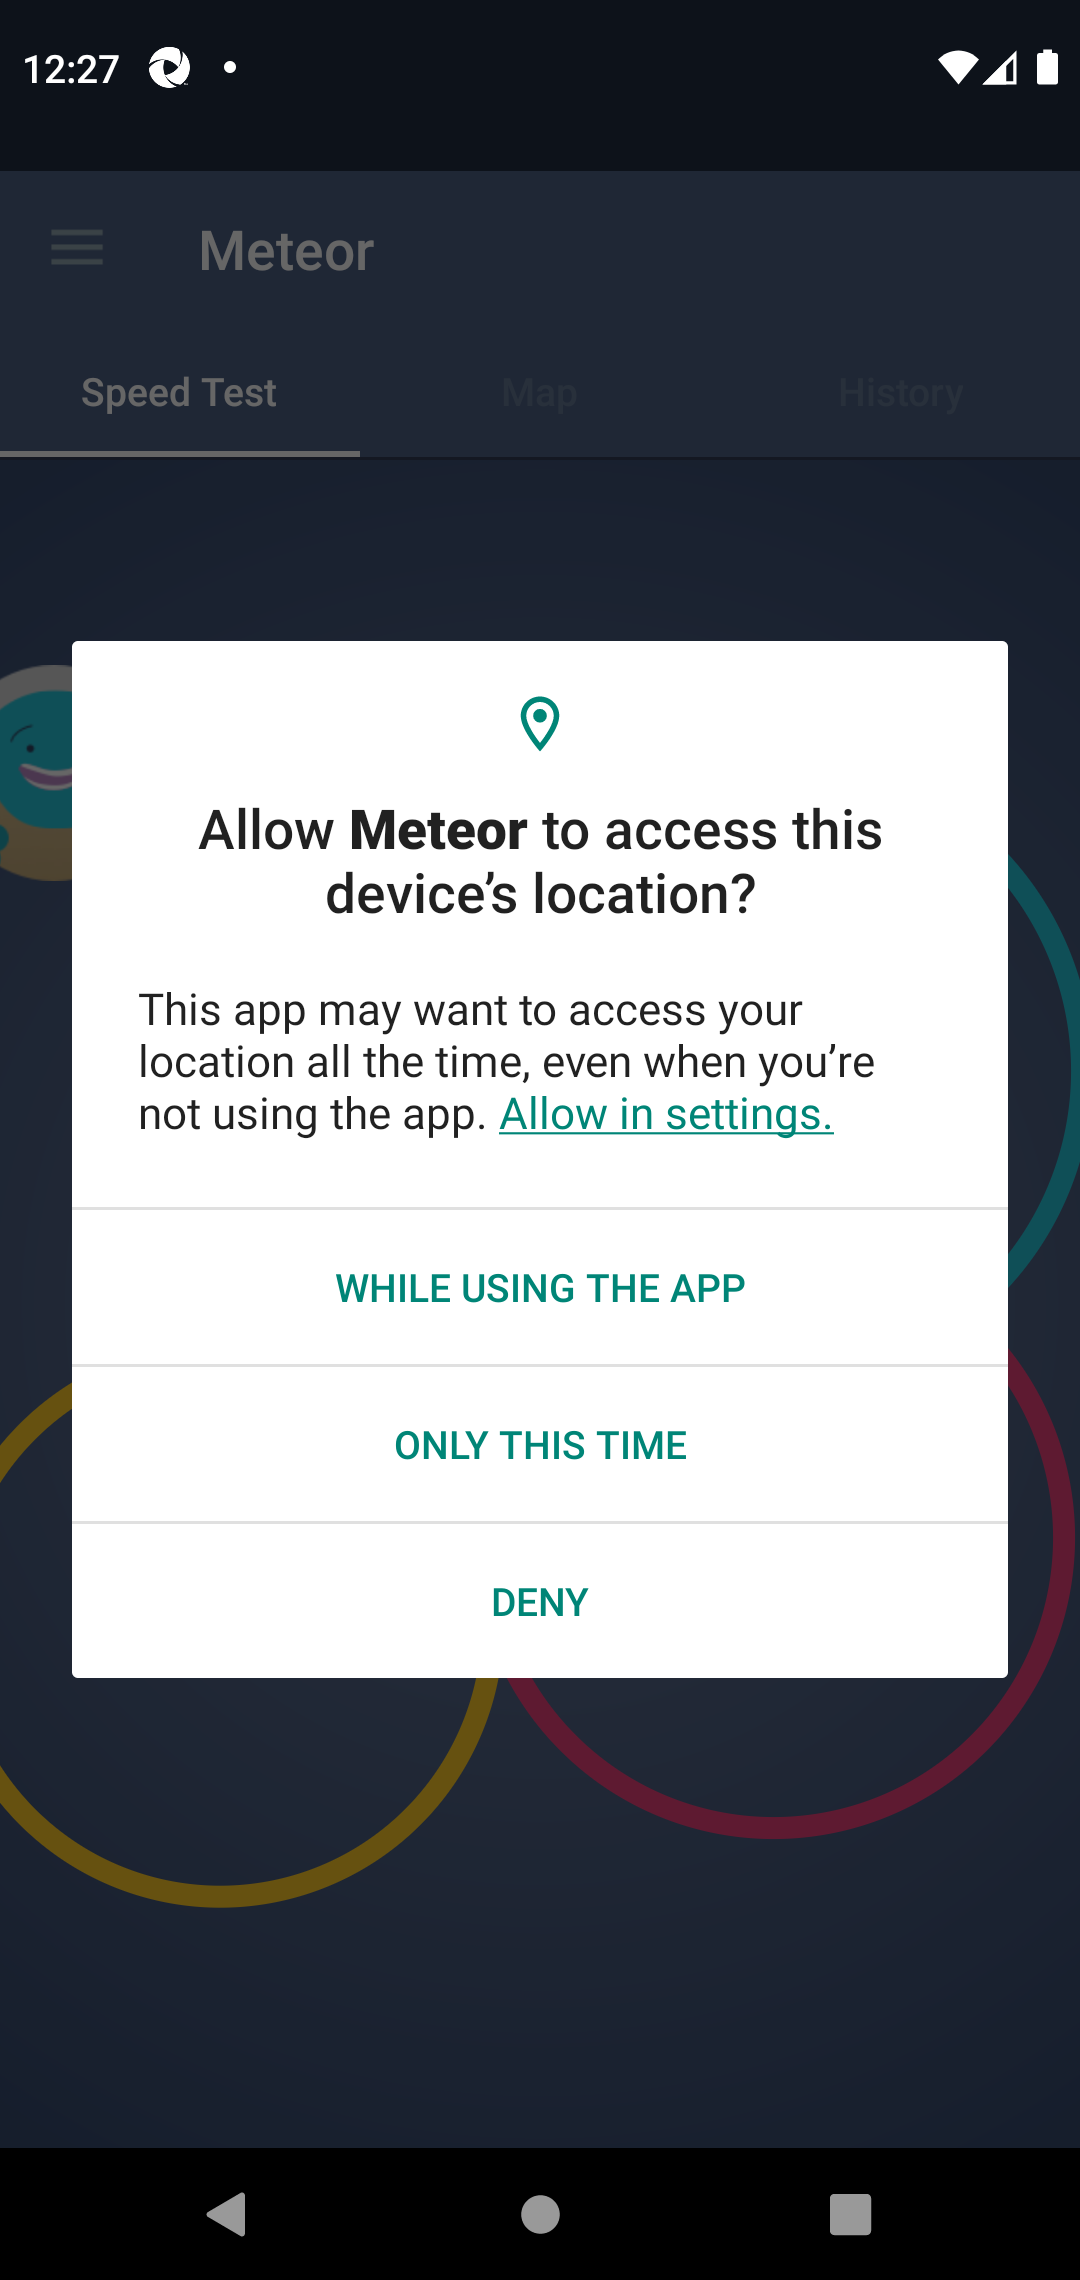 12:27
Meteor
Speed Test
Map
History
Allow Meteor to access this
device’s location?
This app may want to access your
location all the time, even when you’re
not using the app. Allow in settings.
WHILE USING THE APP
ONLY THIS TIME
DENY